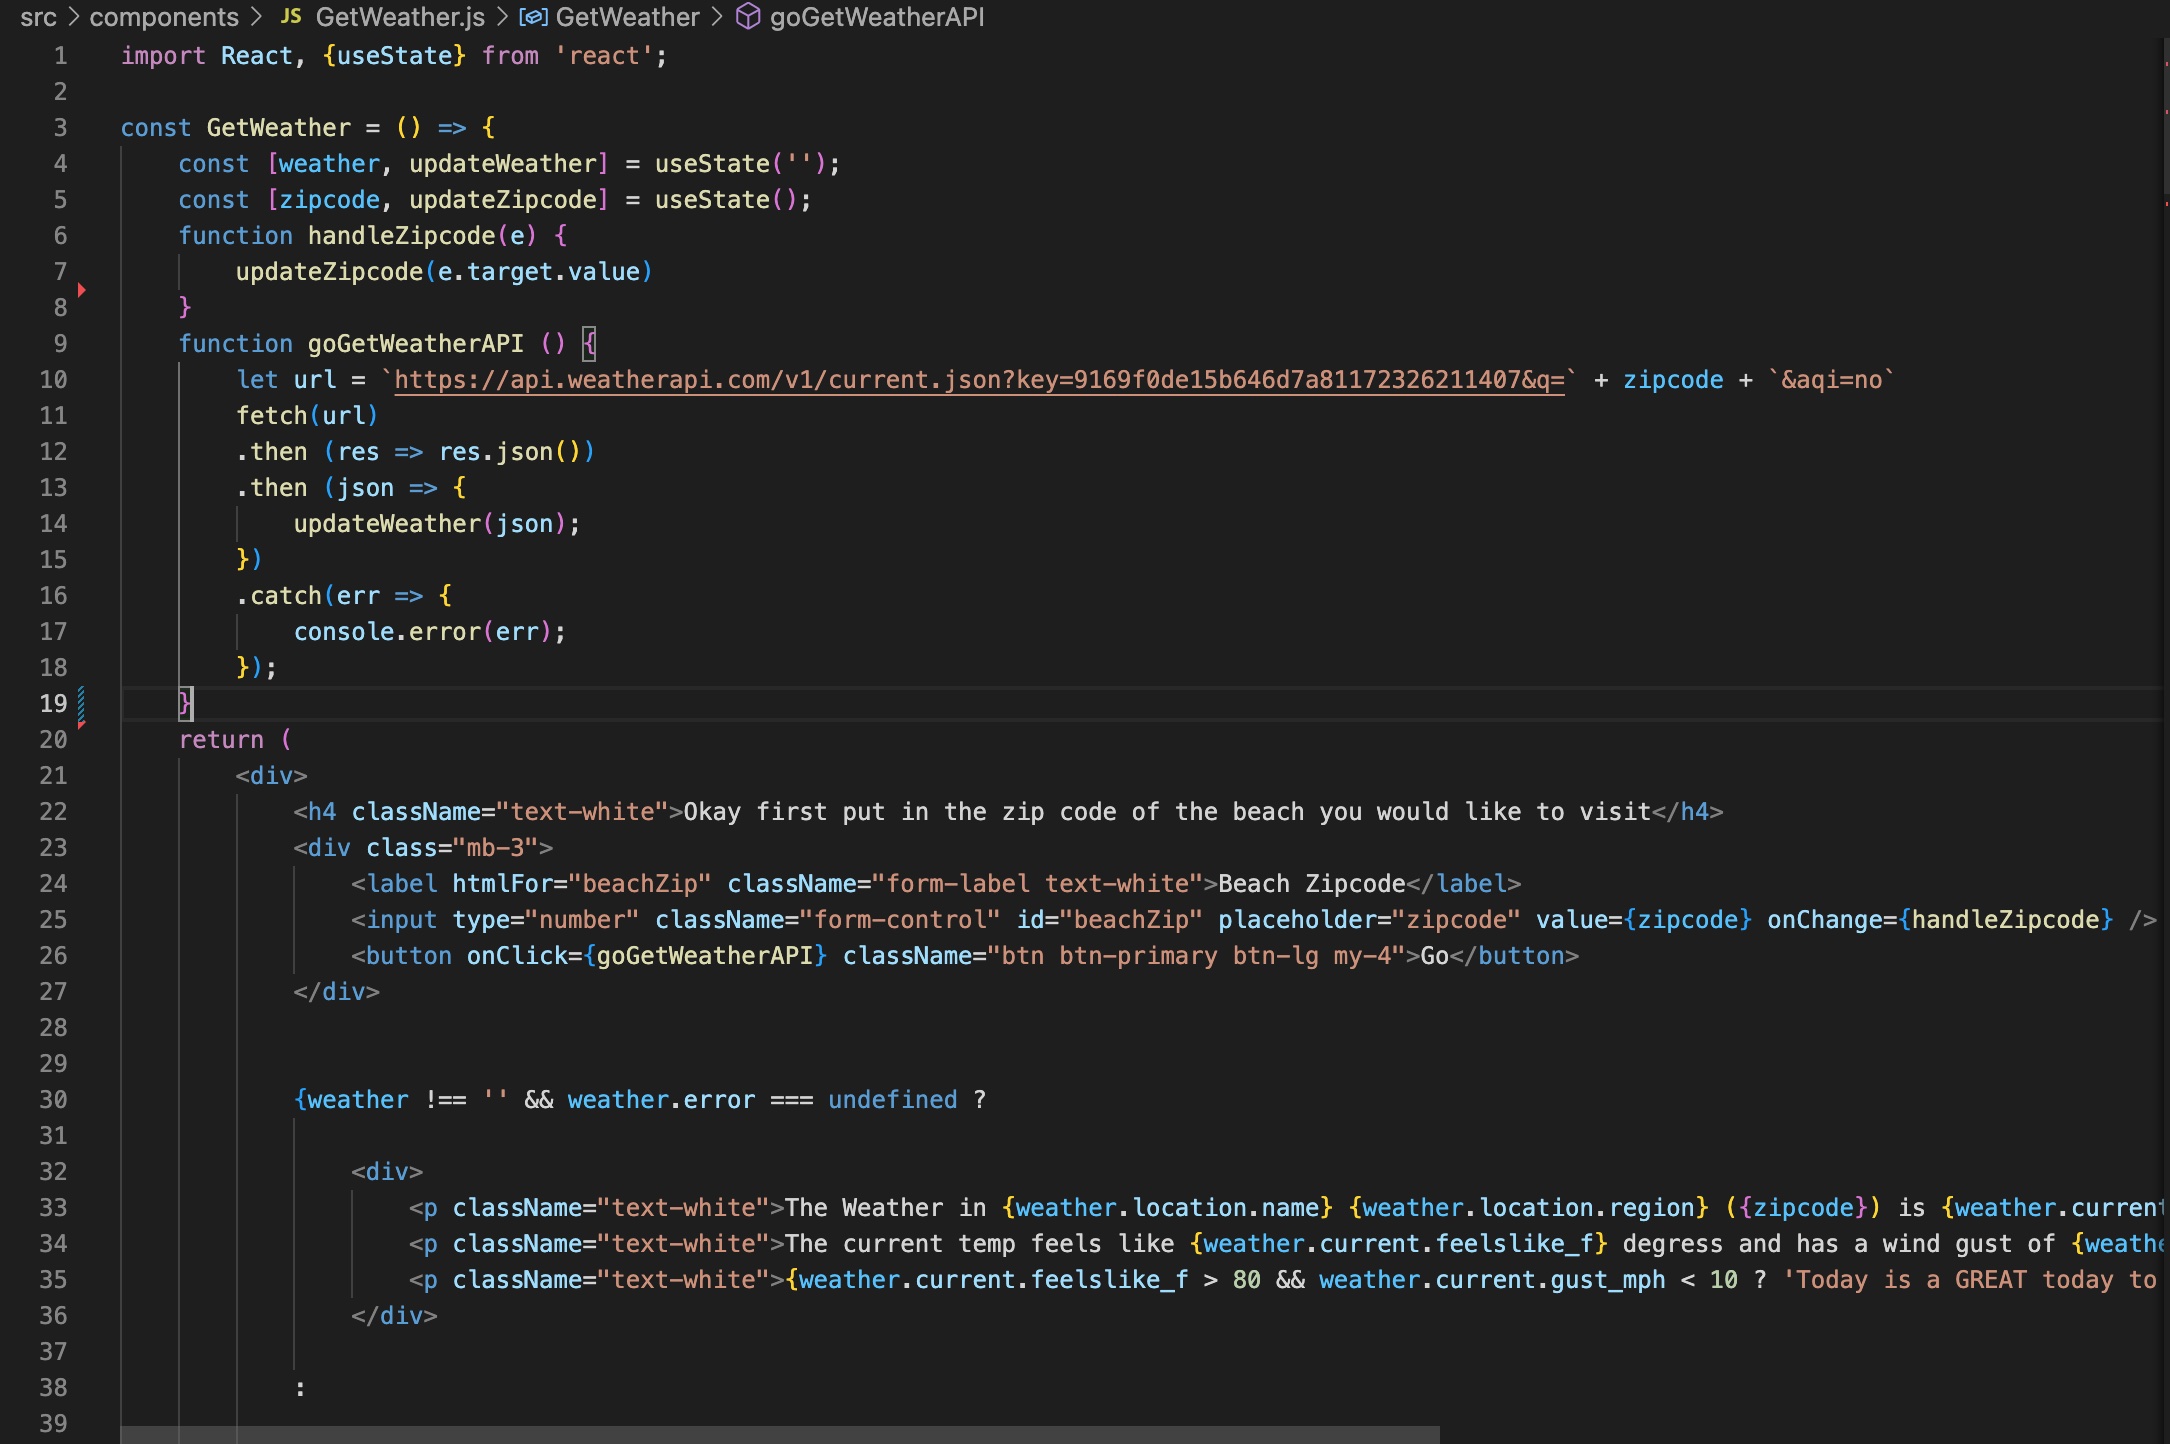 src > components > JS GetWeather.js > GetWeather > goGetWeatherAPI
1 import React, {useState} from 'react';
2
3 const GetWeather = () => {
4 const [weather, updateWeather] = useState('');
5 const [zipcode, updateZipcode] = useState();
6 function handleZipcode(e) {
7 updateZipcode(e.target.value)
8 }
9 function goGetWeatherAPI () {
10 let url = `https://api.weatherapi.com/v1/current.json?key=9169f0de15b646d7a81172326211407&q=` + zipcode + `&aqi=no`
11 fetch(url)
12 .then (res => res.json())
13 .then (json => {
14 updateWeather(json);
15 })
16 .catch(err => {
17 console.error(err);
18 });
19 }
20 return (
21 <div>
22 <h4 className="text-white">Okay first put in the zip code of the beach you would like to visit</h4>
23 <div class="mb-3">
24 <label htmlFor="beachZip" className="form-label text-white">Beach Zipcode</label>
25 <input type="number" className="form-control" id="beachZip" placeholder="zipcode" value={zipcode} onChange={handleZipcode} />
26 <button onClick={goGetWeatherAPI} className="btn btn-primary btn-lg my-4">Go</button>
27 </div>
28
29
30 {weather !== '' && weather.error === undefined ?
31
32 <div>
33 <p className="text-white">The Weather in {weather.location.name} {weather.location.region} ({zipcode}) is {weather.current
34 <p className="text-white">The current temp feels like {weather.current.feelslike_f} degress and has a wind gust of {weathe
35 <p className="text-white">{weather.current.feelslike_f > 80 && weather.current.gust_mph < 10 ? 'Today is a GREAT today to
36 </div>
37
38 :
39